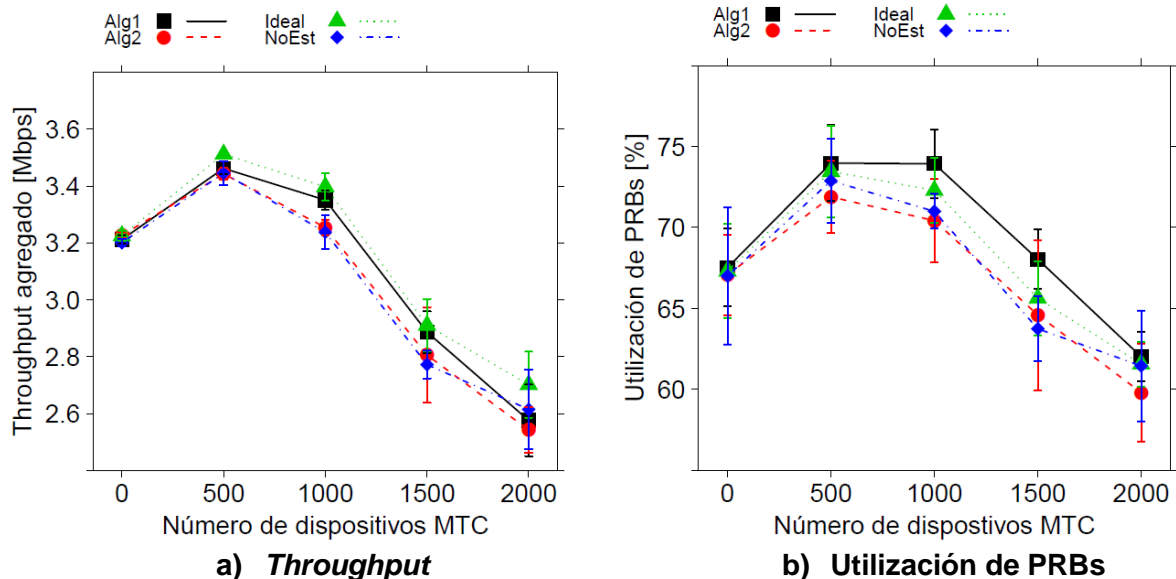 Alg1 Ideal
Alg2 NoEst
Throughput agregado [Mbps]
3.6
3.4
3.2
3.0
2.8
2.6
0 500 1000 1500 2000
Número de dispositivos MTC
a) Throughput
Alg1 Ideal
Alg2 NoEst
Utilización de PRBs [%]
75
70
65
60
0 500 1000 1500 2000
Número de dispostivos MTC
b) Utilización de PRBs